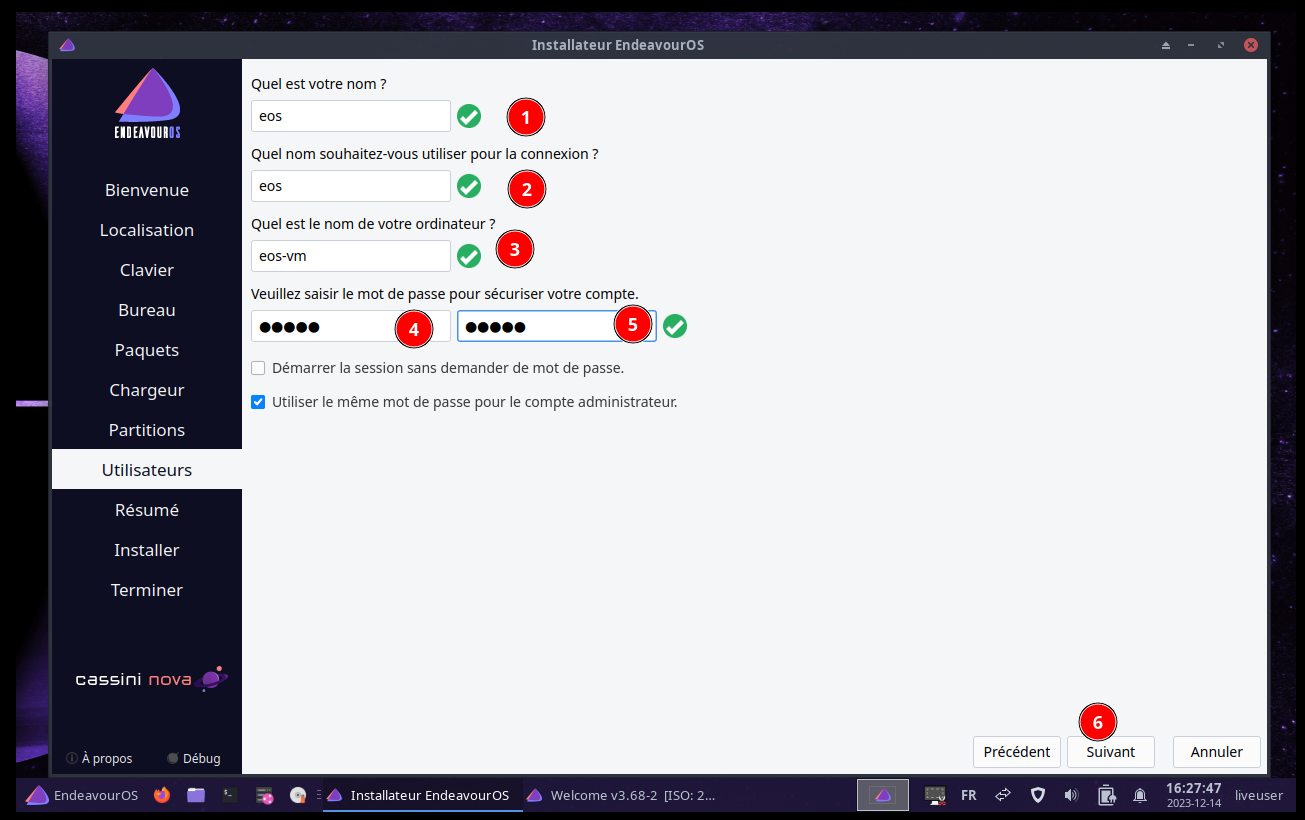 Installateur EndeavourOS
ENDEAVOUROS
Bienvenue
Localisation
Clavier
Bureau
Paquets
Chargeur
Partitions
Utilisateurs
Résumé
Installer
Terminer
cassini nova
À propos
Débug
Quel est votre nom ?
eos
1
Quel nom souhaitez-vous utiliser pour la connexion ?
eos
2
Quel est le nom de votre ordinateur ?
eos-vm
3
Veuillez saisir le mot de passe pour sécuriser votre compte.
●●●●● 4 ●●●●● 5
Démarrer la session sans demander de mot de passe.
Utiliser le même mot de passe pour le compte administrateur.
6
Précédent Suivant Annuler
EndeavourOS Installateur EndeavourOS Welcome v3.68-2 [ISO: 2... FR 16:27:47 liveuser
2023-12-14